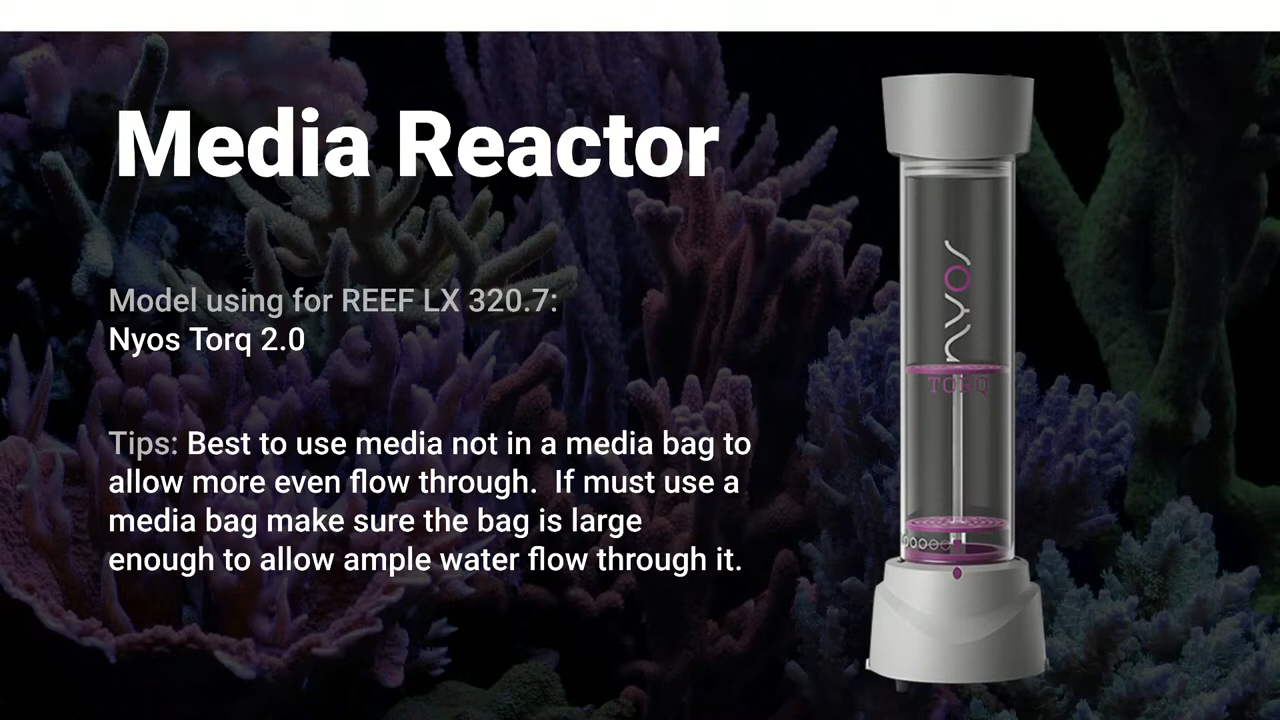 Media Reactor
Model using for REEF LX 320.7:
Nyos Torq 2.0
Tips: Best to use media not in a media bag to
allow more even flow through.  If must use a
media bag make sure the bag is large
enough to allow ample water flow through it.
nyos
TORQ